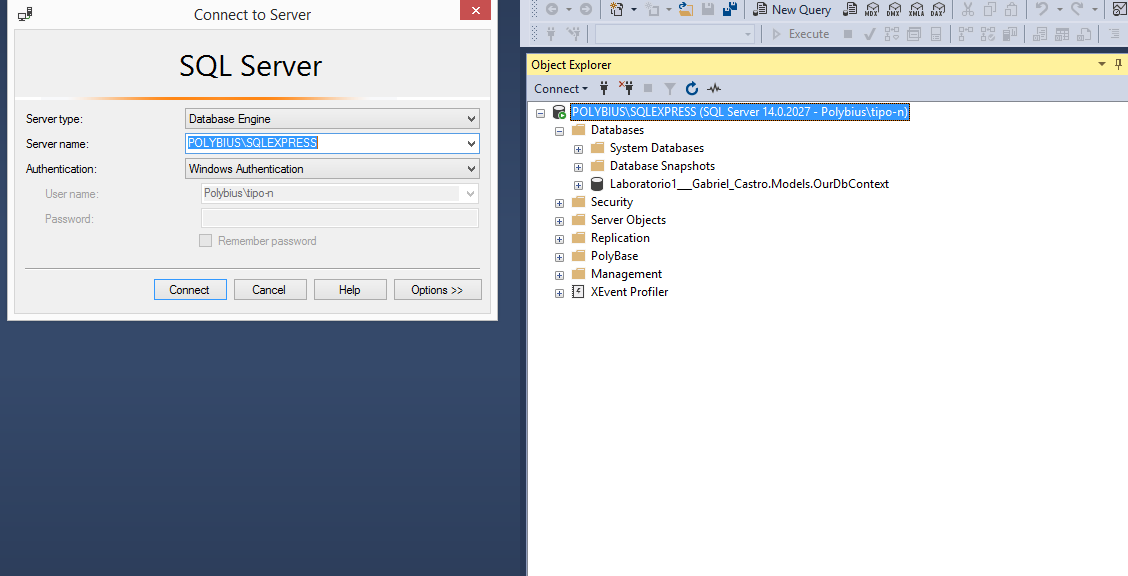 Connect to Server
SQL Server
Server type:
Database Engine
Server name:
POLYBIUS\SQLEXPRESS
Authentication:
Windows Authentication
User name:
Polybius\tipo-n
Password:
Remember password
Connect
Cancel
Help
Options >>
New Query
MDX
DMX
XMLA
DAX
Execute
Object Explorer
Connect
POLYBIUS\SQLEXPRESS (SQL Server 14.0.2027 - Polybius\tipo-n)
Databases
System Databases
Database Snapshots
Laboratorio1___Gabriel_Castro.Models.OurDbContext
Security
Server Objects
Replication
PolyBase
Management
XEvent Profiler